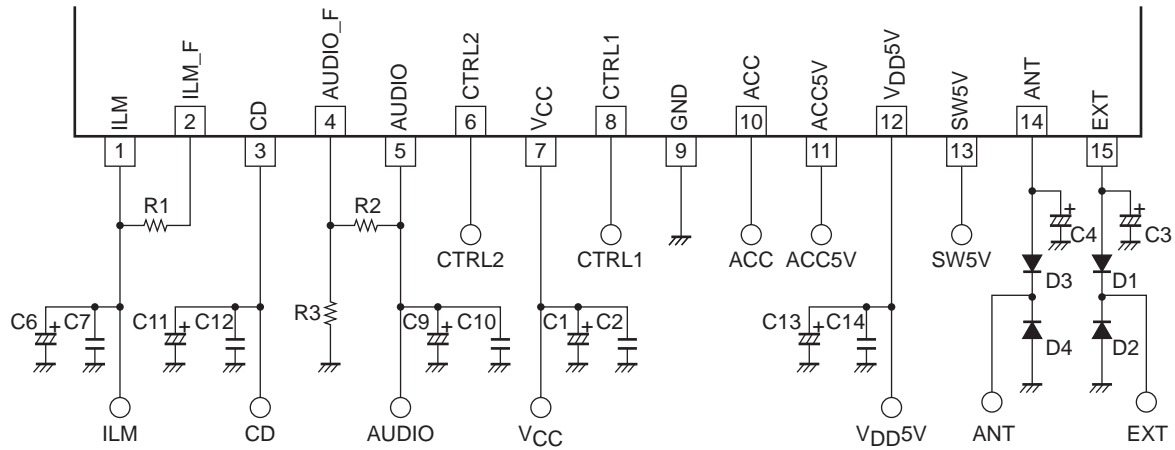 ILM
ILM_F
CD
AUDIO_F
AUDIO
CTRL2
VCC
CTRL1
GND
ACC
ACC5V
VDD5V
SW5V
ANT
EXT
1
2
3
4
5
6
7
8
9
10
11
12
13
14
15
R1
R2
+
C4
+
C3
CTRL2
CTRL1
ACC
ACC5V
SW5V
D3
D1
C6
+
C7
C11
+
C12
R3
C9
+
C10
C1
+
C2
C13
+
C14
D4
D2
ILM
CD
AUDIO
VCC
VDD5V
ANT
EXT